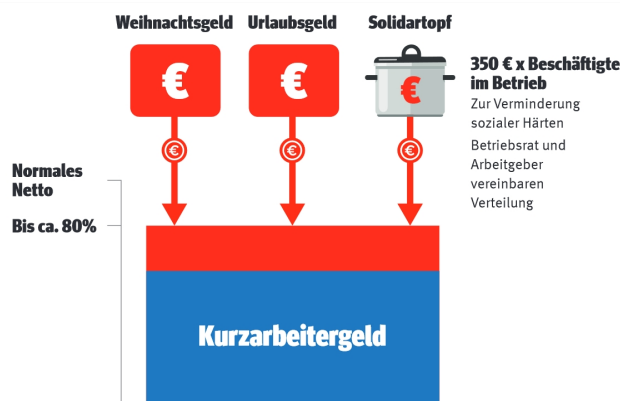 Weihnachtsgeld
Urlaubsgeld
Solidartopf
€
€
€
350 € x Beschäftigte
im Betrieb
Zur Verminderung
sozialer Härten
Betriebsrat und
Arbeitgeber
vereinbaren
Verteilung
€
€
€
Normales
Netto
Bis ca. 80%
Kurzarbeitergeld